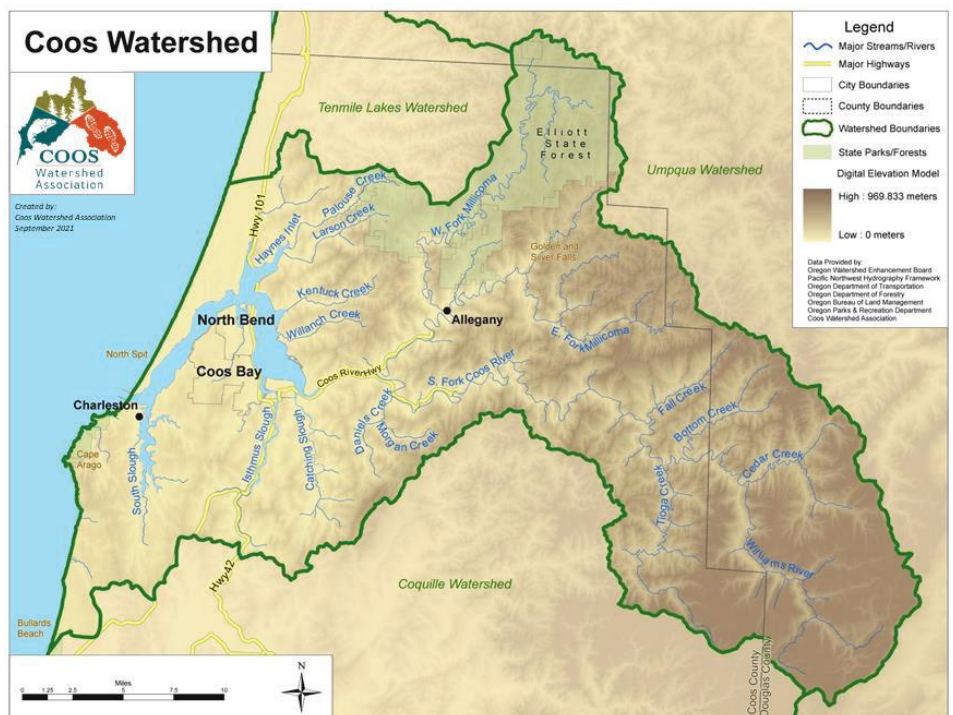 Coos Watershed
COOS
Watershed
Association
Created by:
Coos Watershed Association
September 2021
Legend
Major Streams/Rivers
Major Highways
City Boundaries
County Boundaries
Watershed Boundaries
State Parks/Forests
Digital Elevation Model
High : 969.833 meters
Low : 0 meters
Data Provided by:
Oregon Watershed Enhancement Board
Pacific Northwest Hydrography Framework
Oregon Department of Transportation
Oregon Department of Forestry
Oregon Bureau of Land Management
Oregon Parks & Recreation Department
Coos Watershed Association
Tenmile Lakes Watershed
Elliott
State
Forest
Umpqua Watershed
Hwy 101
Palouse Creek
Larson Creek
Haynes Inlet
W. Fork Millicoma
Golden and
Silver Falls
Kentuck Creek
North Bend
Willanch Creek
Allegany
E. Fork Millicoma
North Spit
Coos Bay
Coos River Hwy
S. Fork Coos River
Charleston
Fall Creek
Bottom Creek
Daniels Creek
Morgan Creek
Cape
Arago
South Slough
Isthmus Slough
Catching Slough
Cedar Creek
Tioga Creek
Williams River
Hwy 42
Coquille Watershed
Bullards
Beach
Coos County
Douglas County
Miles
0 1.25 2.5 5 7.5 10
N